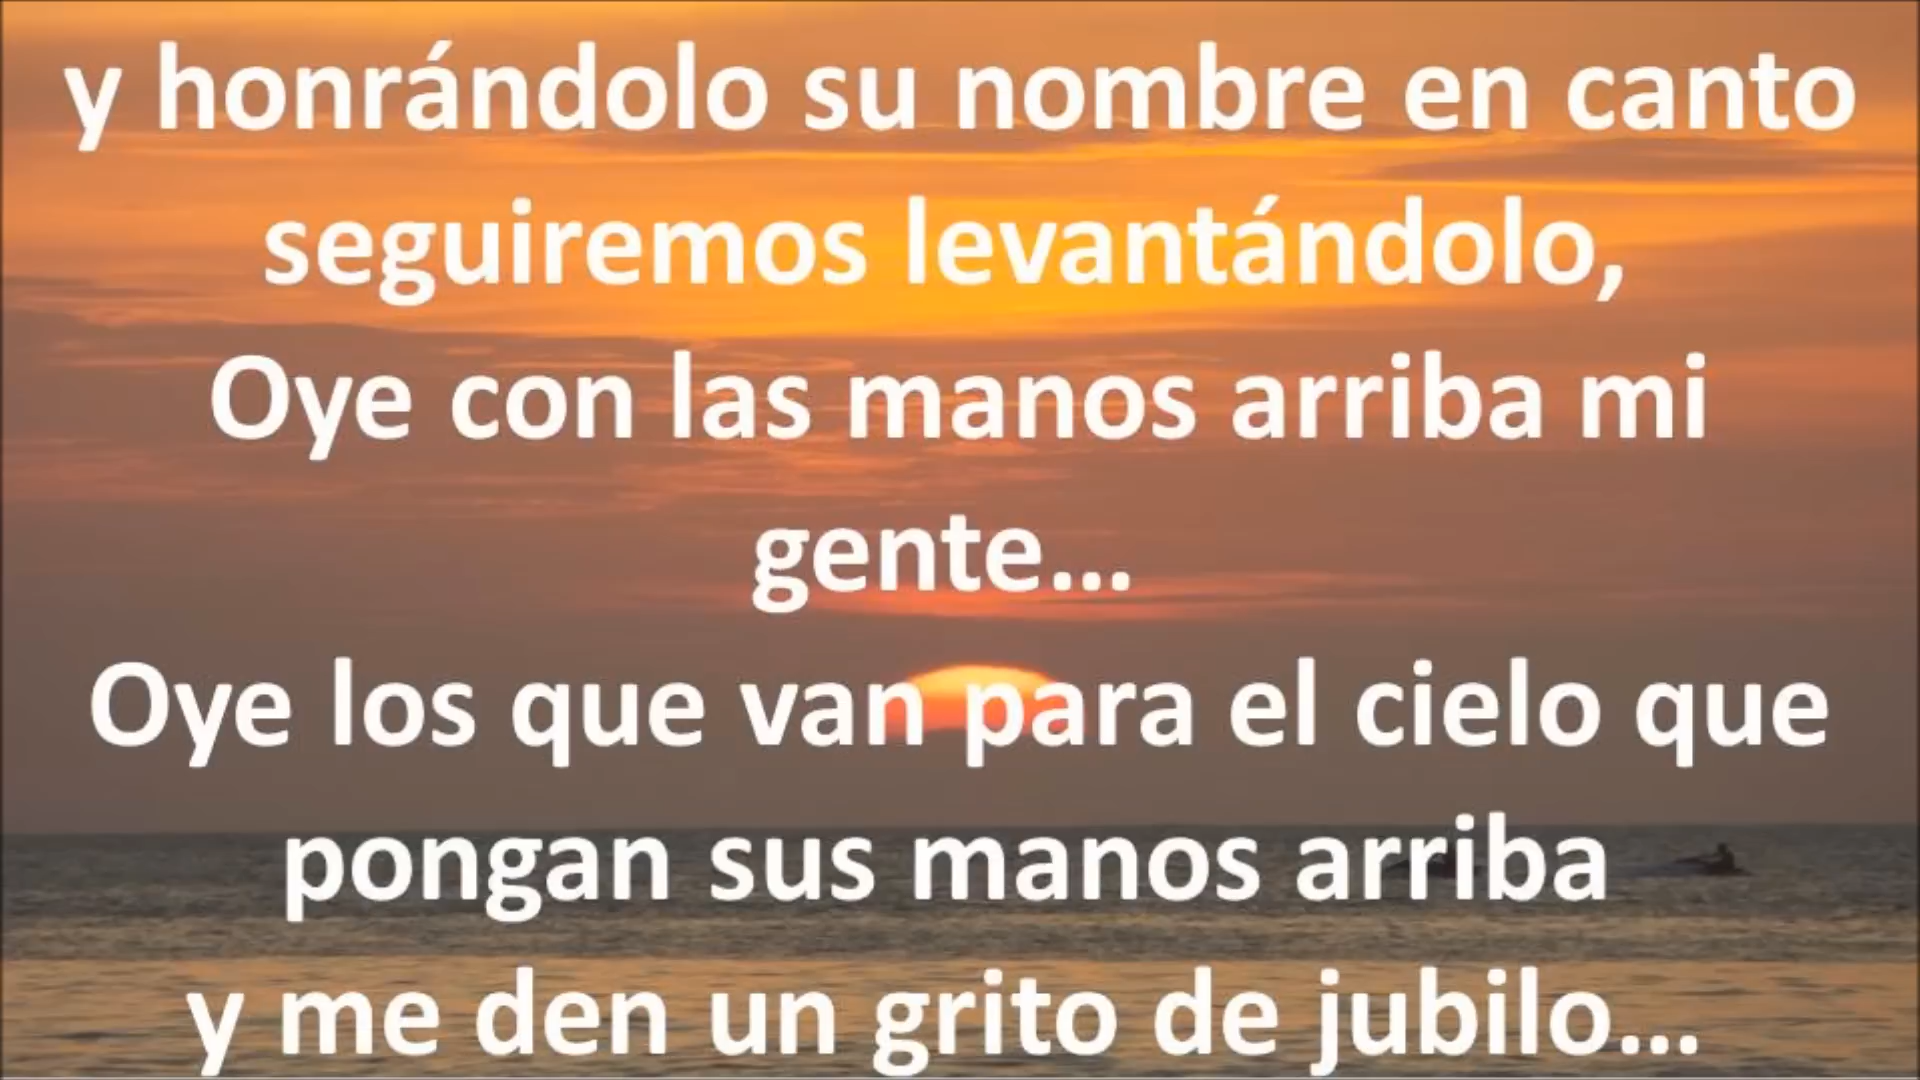 y honrándolo su nombre en canto
seguiremos levantándolo,
Oye con las manos arriba mi
gente...
Oye los que van para el cielo que
pongan sus manos arriba
y me den un grito de jubilo...